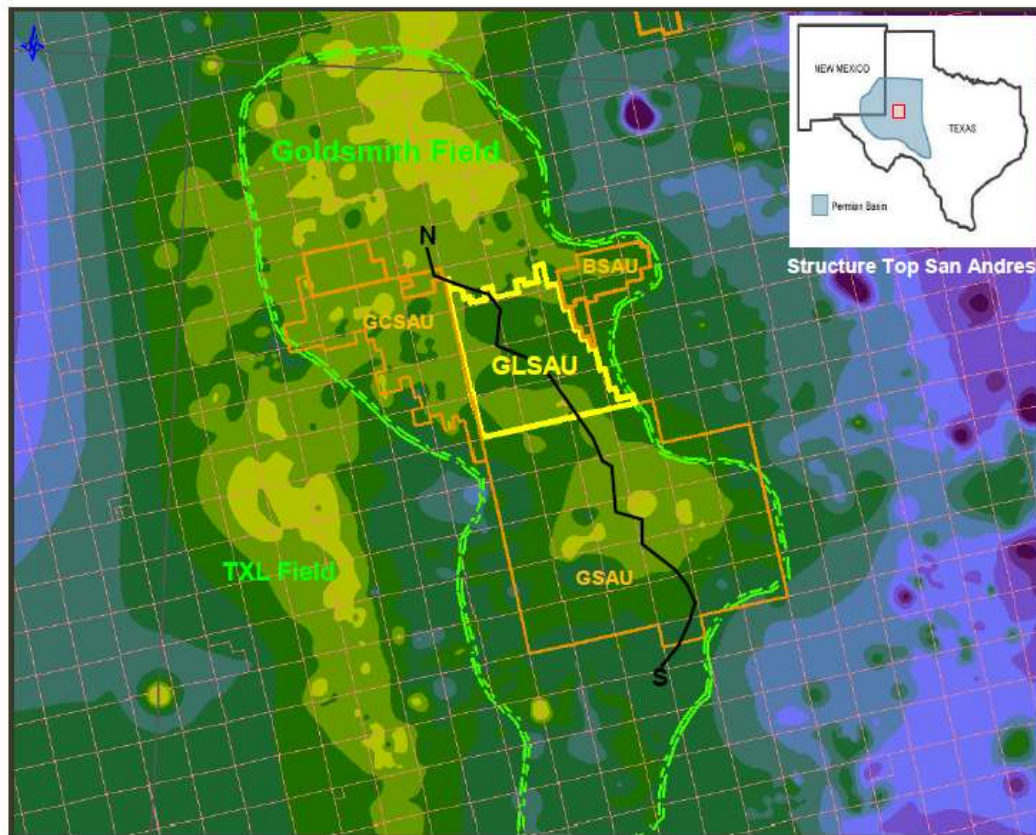 NEW MEXICO
TEXAS
Permian Basin
Structure Top San Andres
Goldsmith Field
N
BSAU
GCSAU
GLSAU
TXL Field
GSAU
S